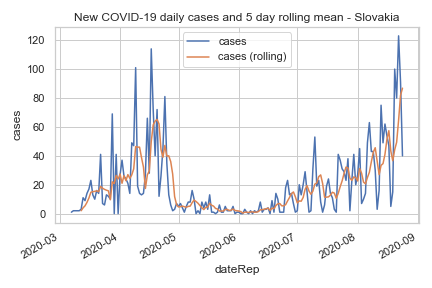 New COVID-19 daily cases and 5 day rolling mean - Slovakia
cases
cases (rolling)
120
100
80
60
40
20
0
cases
2020-03
2020-04
2020-05
2020-06
2020-07
2020-08
2020-09
dateRep